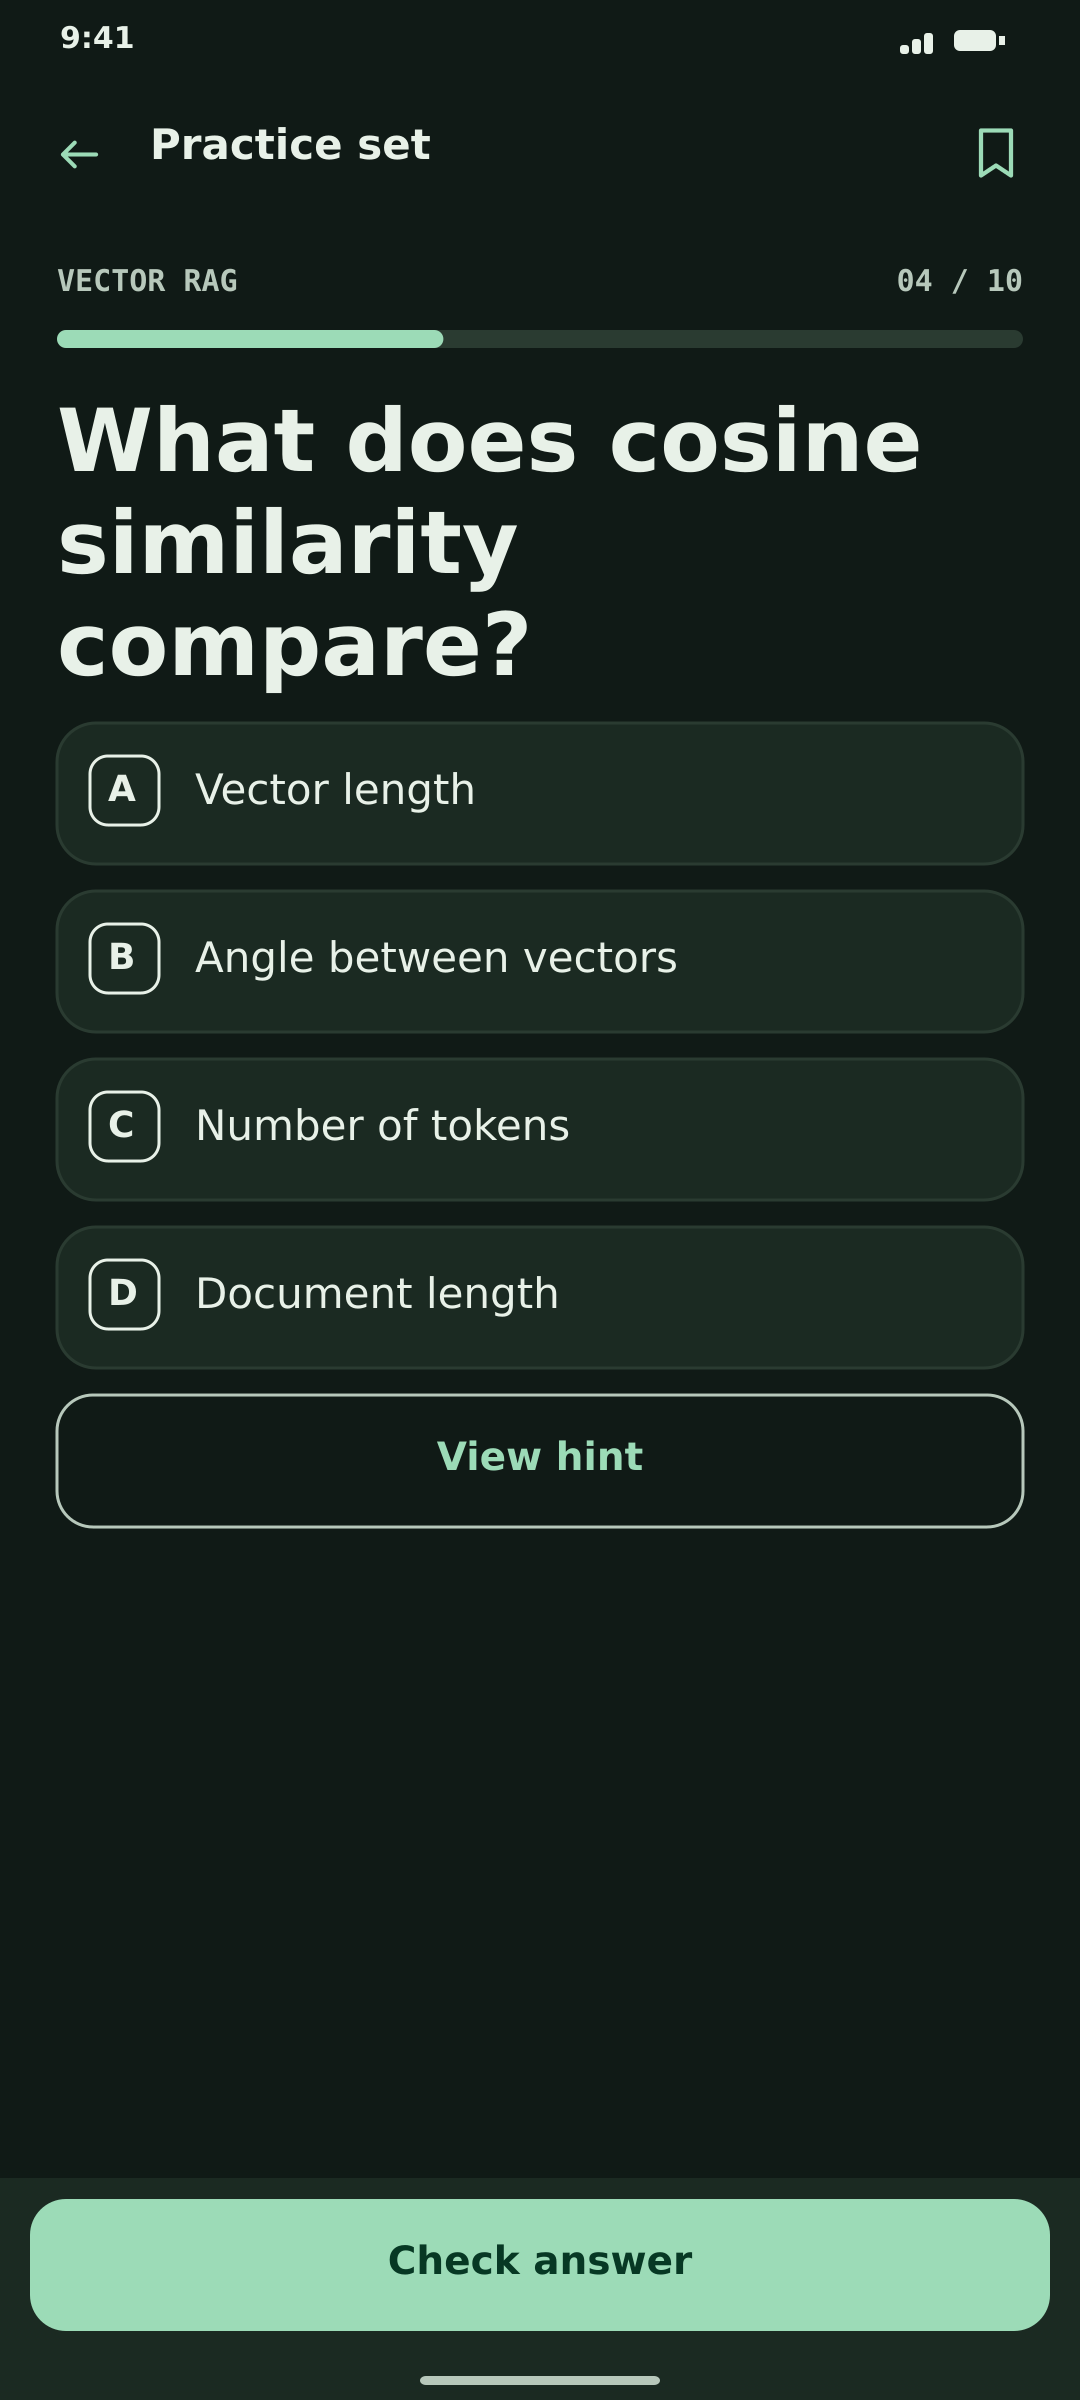 9:41
Practice set
VECTOR RAG
04 / 10
What does cosine
similarity
compare?
A Vector length
B Angle between vectors
C Number of tokens
D Document length
View hint
Check answer